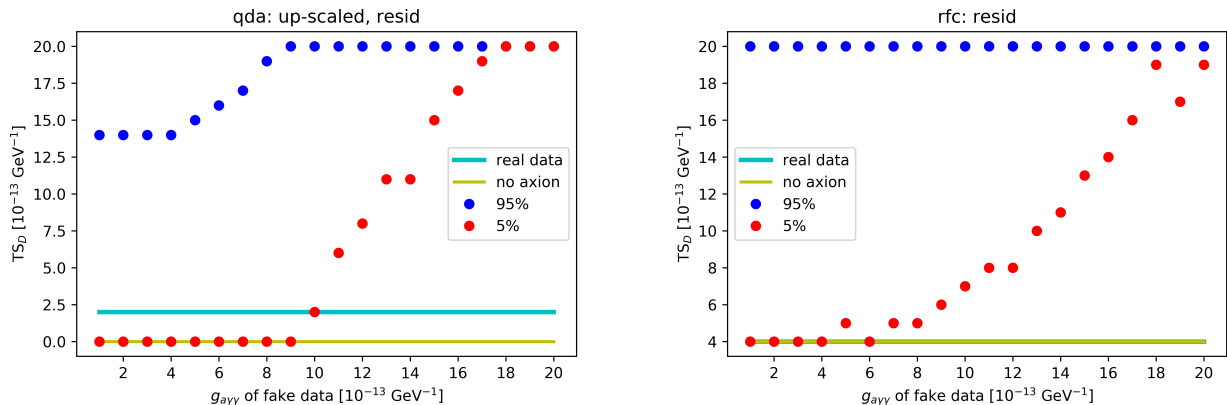 qda: up-scaled, resid
20.0
17.5
15.0
12.5
10.0
7.5
5.0
2.5
0.0
TS_D [10⁻¹³ GeV⁻¹]
real data
no axion
95%
5%
2 4 6 8 10 12 14 16 18 20
g_aγγ of fake data [10⁻¹³ GeV⁻¹]
rfc: resid
20
18
16
14
12
10
8
6
4
TS_D [10⁻¹³ GeV⁻¹]
real data
no axion
95%
5%
2 4 6 8 10 12 14 16 18 20
g_aγγ of fake data [10⁻¹³ GeV⁻¹]